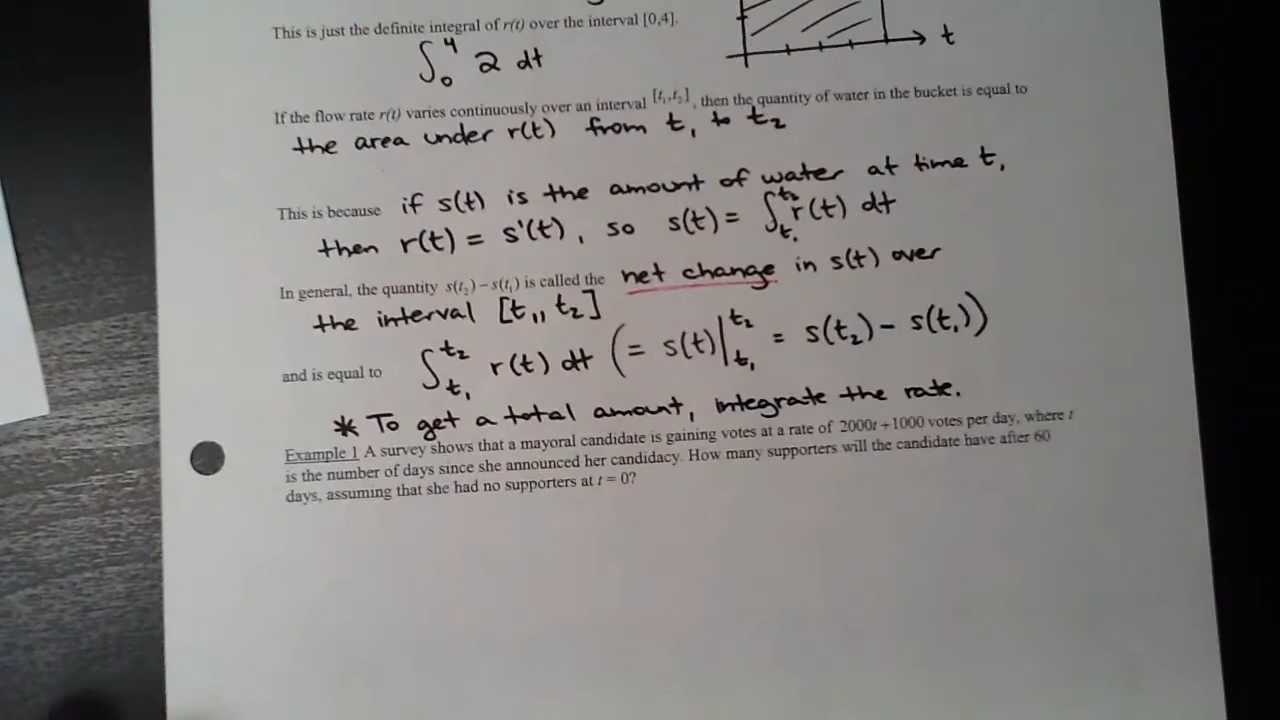 This is just the definite integral of r(t) over the interval [0,4].
∫₀⁴ 2 dt
t
If the flow rate r(t) varies continuously over an interval [t₁,t₂], then the quantity of water in the bucket is equal to
the area under r(t) from t₁ to t₂
This is because if s(t) is the amount of water at time t,
then r(t) = s'(t), so s(t) = ∫_{t₁}^{t₂} r(t) dt
In general, the quantity s(t₂)−s(t₁) is called the net change in s(t) over
the interval [t₁, t₂]
and is equal to ∫_{t₁}^{t₂} r(t) dt (= s(t)|_{t₁}^{t₂} = s(t₂) − s(t₁))
* To get a total amount, integrate the rate.
Example 1 A survey shows that a mayoral candidate is gaining votes at a rate of 2000t+1000 votes per day, where t
is the number of days since she announced her candidacy. How many supporters will the candidate have after 60
days, assuming that she had no supporters at t = 0?